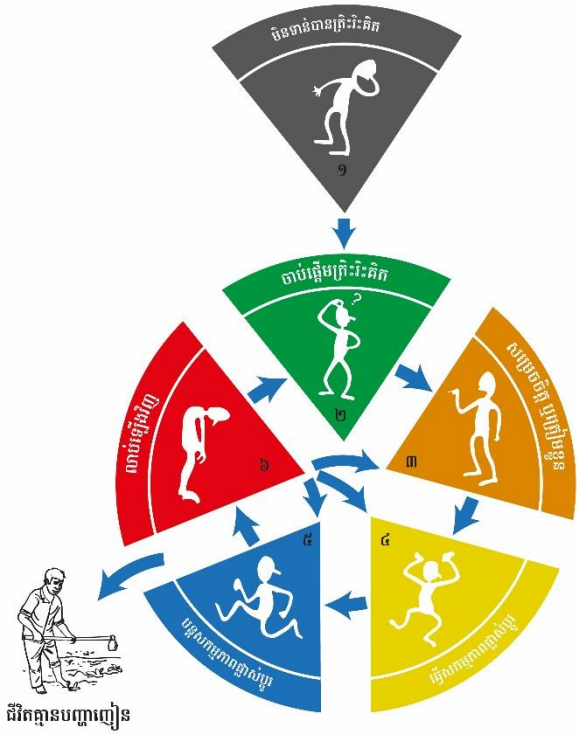 មិនទាន់បានត្រិះរិះគិត
១
ចាប់ផ្តើមត្រិះរិះគិត
?
២
សម្រេចចិត្ត ឬត្រៀមខ្លួន
៣
ធ្វើសកម្មភាពផ្លាស់ប្តូរ
៤
បន្តសកម្មភាពផ្លាស់ប្តូរ
៥
លាប់ឡើងវិញ
៦
ជីវិតគ្មានបញ្ហាញៀន